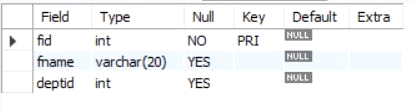 Field Type Null Key Default Extra
fid int NO PRI NULL
fname varchar(20) YES NULL
deptid int YES NULL